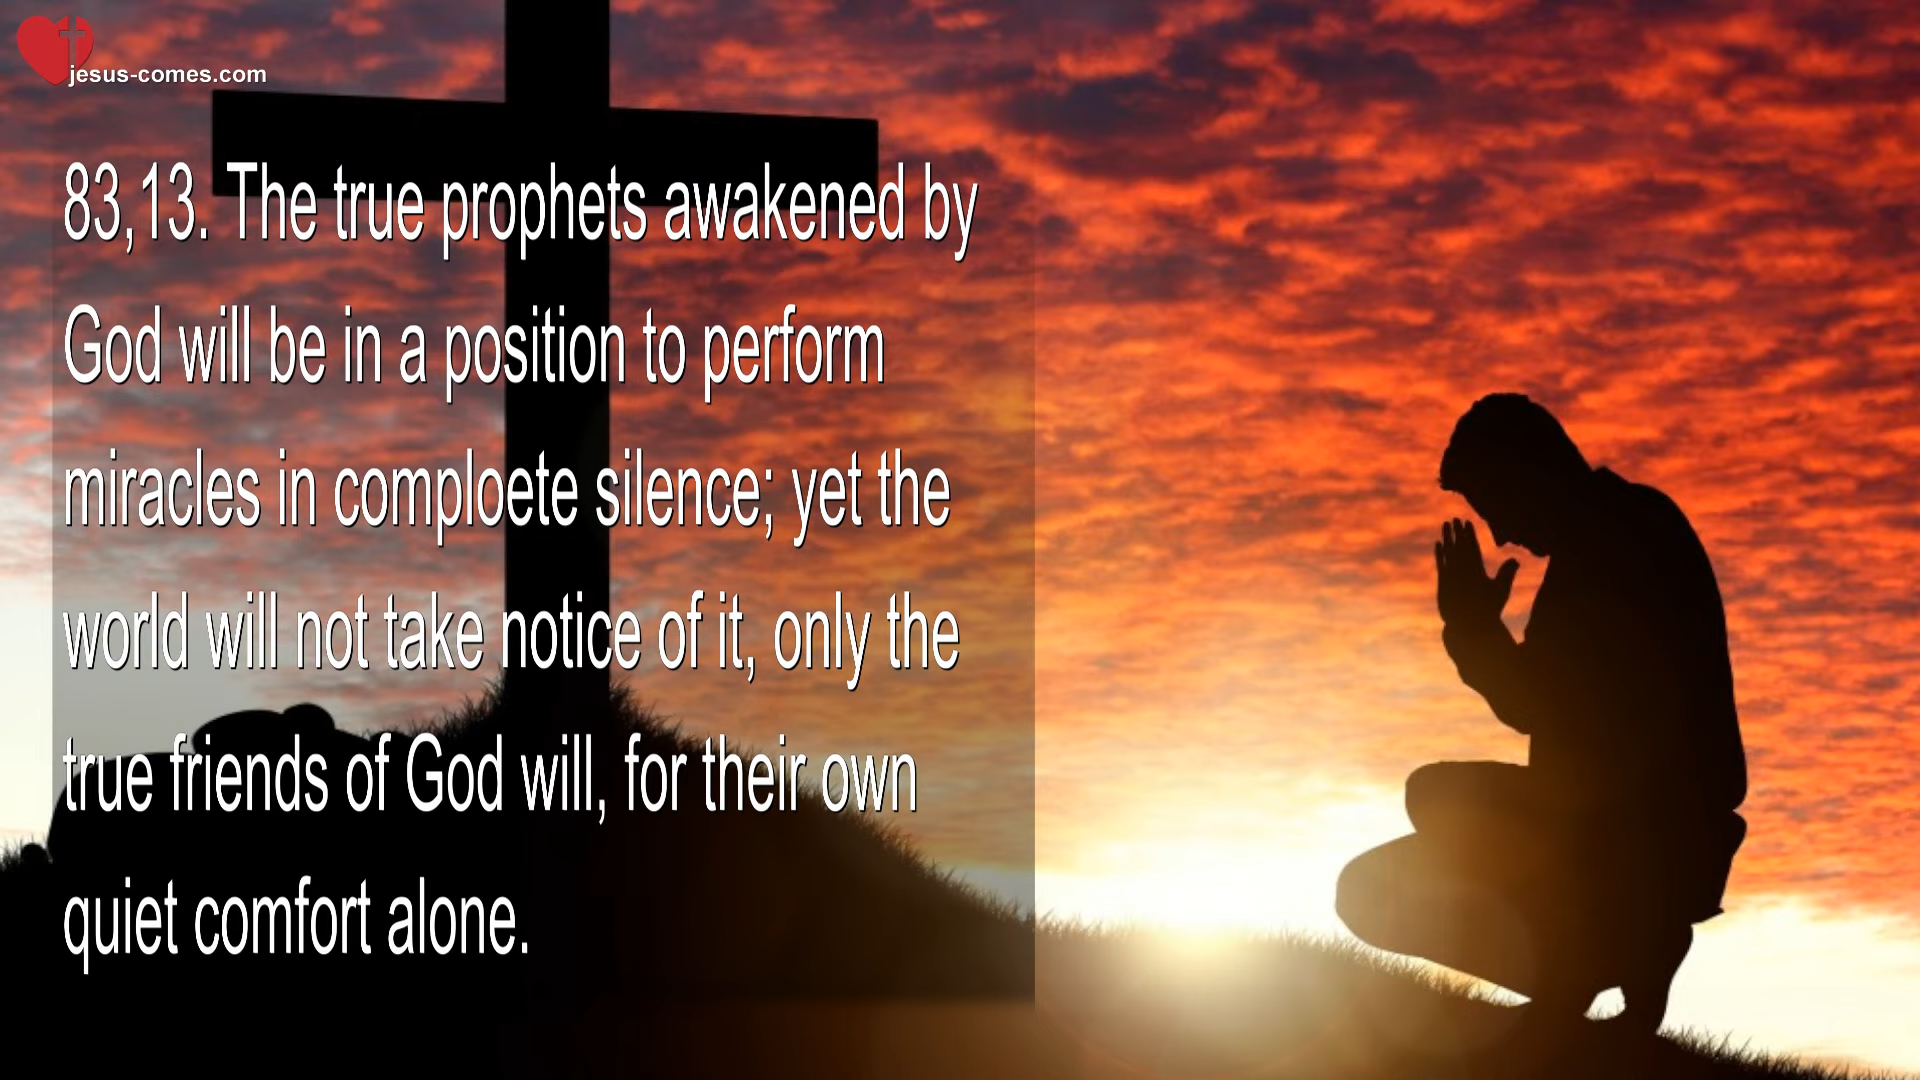 jesus-comes.com
83,13. The true prophets awakened by
God will be in a position to perform
miracles in comploete silence; yet the
world will not take notice of it, only the
true friends of God will, for their own
quiet comfort alone.